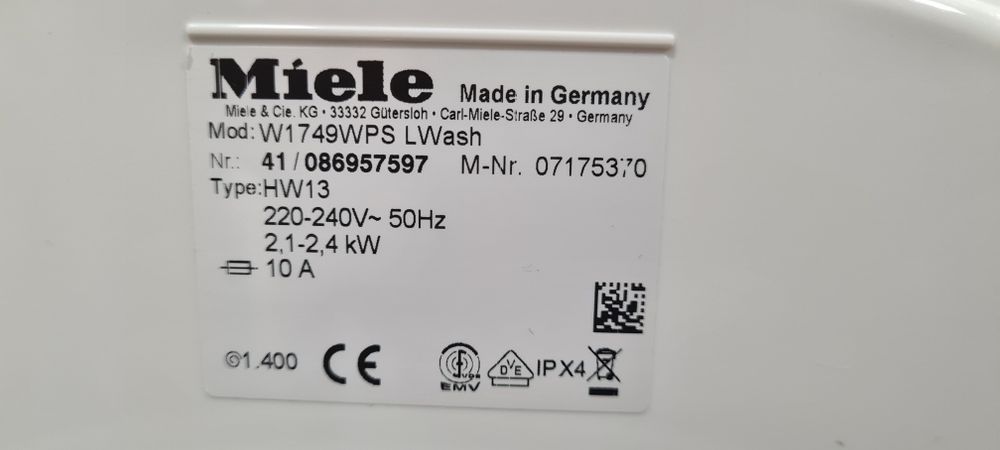 Miele Made in Germany
Miele & Cie. KG · 33332 Gütersloh · Carl-Miele-Straße 29 · Germany
Mod: W1749WPS LWash
Nr.: 41 / 086957597 M-Nr. 07175370
Type: HW13
220-240V~ 50Hz
2,1-2,4 kW
10 A
1.400 CE EMV DVE IPX4